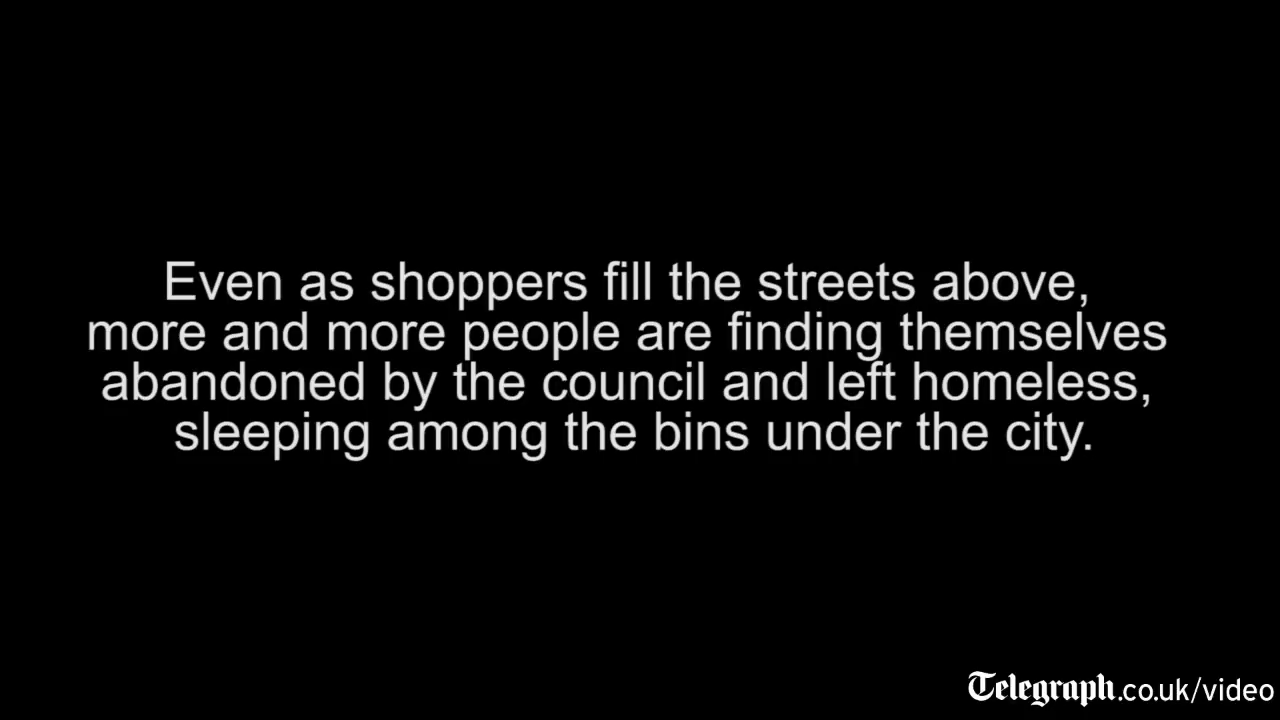 Even as shoppers fill the streets above,
more and more people are finding themselves
abandoned by the council and left homeless,
sleeping among the bins under the city.
Telegraph.co.uk/video